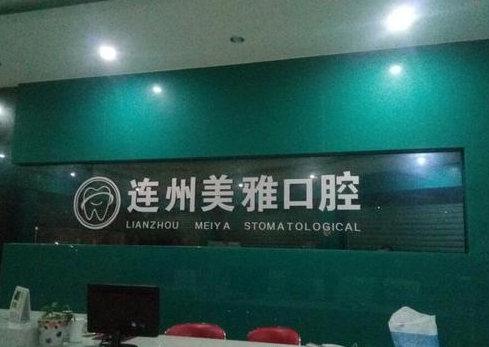 连州美雅口腔
LIANZHOU MEIYA STOMATOLOGICAL